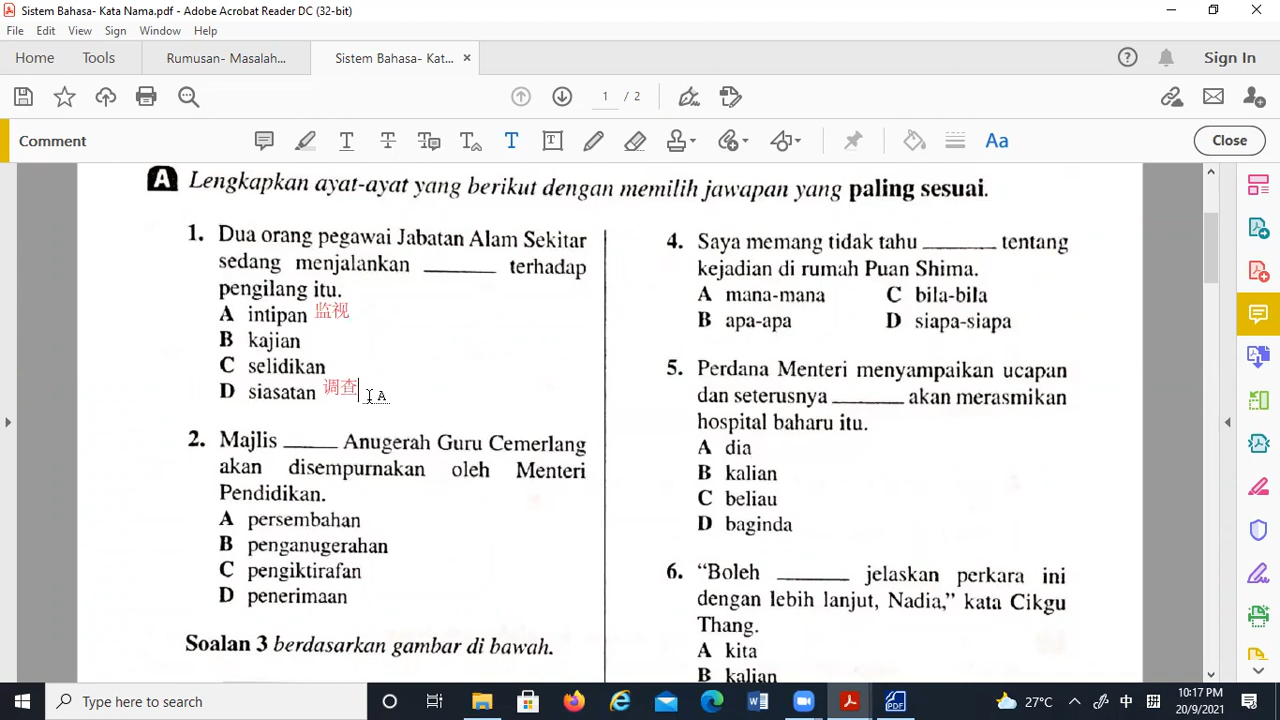 Sistem Bahasa- Kata Nama.pdf - Adobe Acrobat Reader DC (32-bit)
File Edit View Sign Window Help
Home Tools Rumusan- Masalah... Sistem Bahasa- Kat... Sign In
1 / 2
Comment Close
A Lengkapkan ayat-ayat yang berikut dengan memilih jawapan yang paling sesuai.
1. Dua orang pegawai Jabatan Alam Sekitar
sedang menjalankan ______ terhadap
pengilang itu.
A intipan 监视
B kajian
C selidikan
D siasatan 调查
2. Majlis _____ Anugerah Guru Cemerlang
akan disempurnakan oleh Menteri
Pendidikan.
A persembahan
B penganugerahan
C pengiktirafan
D penerimaan
Soalan 3 berdasarkan gambar di bawah.
4. Saya memang tidak tahu ______ tentang
kejadian di rumah Puan Shima.
A mana-mana C bila-bila
B apa-apa D siapa-siapa
5. Perdana Menteri menyampaikan ucapan
dan seterusnya ______ akan merasmikan
hospital baharu itu.
A dia
B kalian
C beliau
D baginda
6. “Boleh ______ jelaskan perkara ini
dengan lebih lanjut, Nadia,” kata Cikgu
Thang.
A kita
B kalian
Type here to search
27°C 中 拼 10:17 PM
20/9/2021